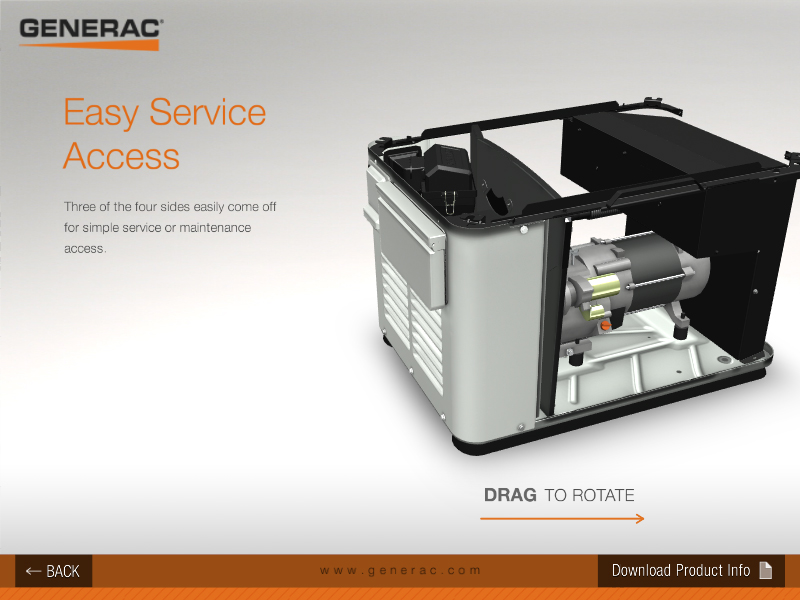 GENERAC®
Easy Service
Access
Three of the four sides easily come off
for simple service or maintenance
access.
DRAG TO ROTATE
← BACK
www.generac.com
Download Product Info